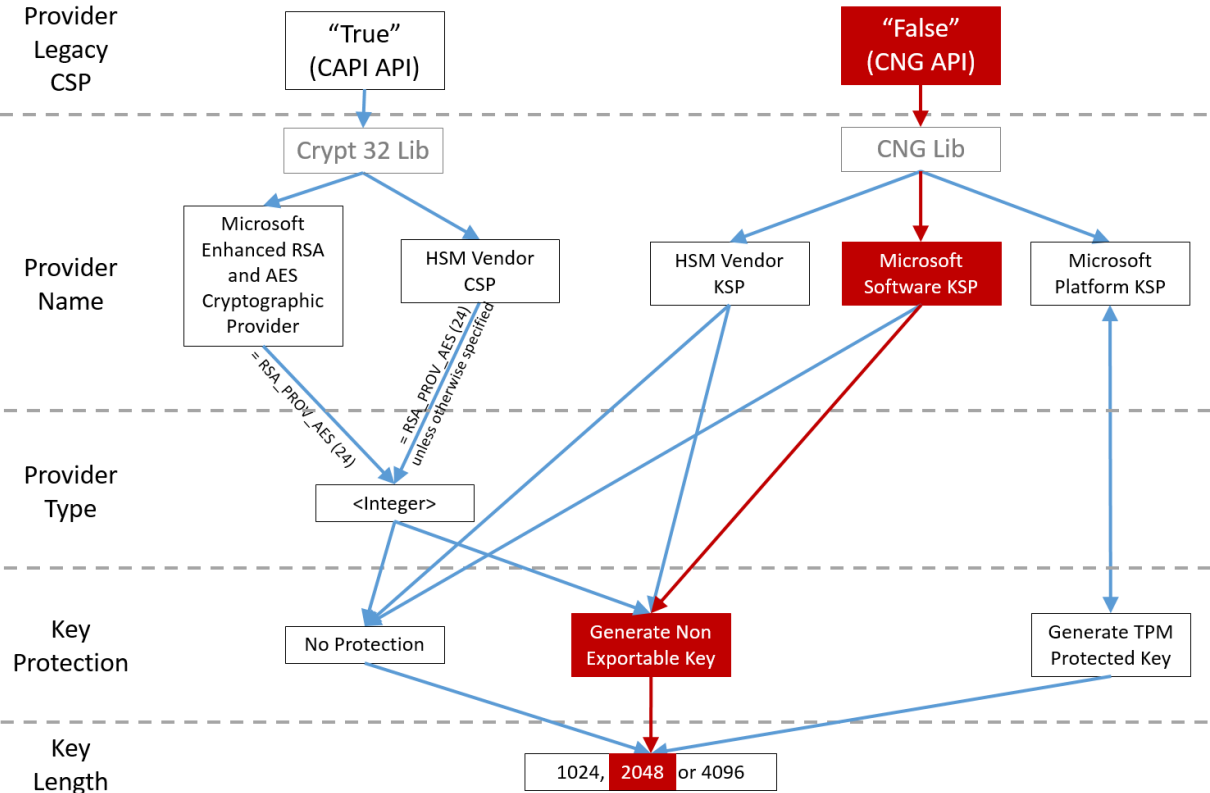 Provider
Legacy
CSP
“True”
(CAPI API)
“False”
(CNG API)
Crypt 32 Lib
CNG Lib
Provider
Name
Microsoft
Enhanced RSA
and AES
Cryptographic
Provider
HSM Vendor
CSP
HSM Vendor
KSP
Microsoft
Software KSP
Microsoft
Platform KSP
= RSA_PROV_AES (24)
= RSA_PROV_AES (24)
unless otherwise specified
Provider
Type
<Integer>
Key
Protection
No Protection
Generate Non
Exportable Key
Generate TPM
Protected Key
Key
Length
1024, 2048 or 4096